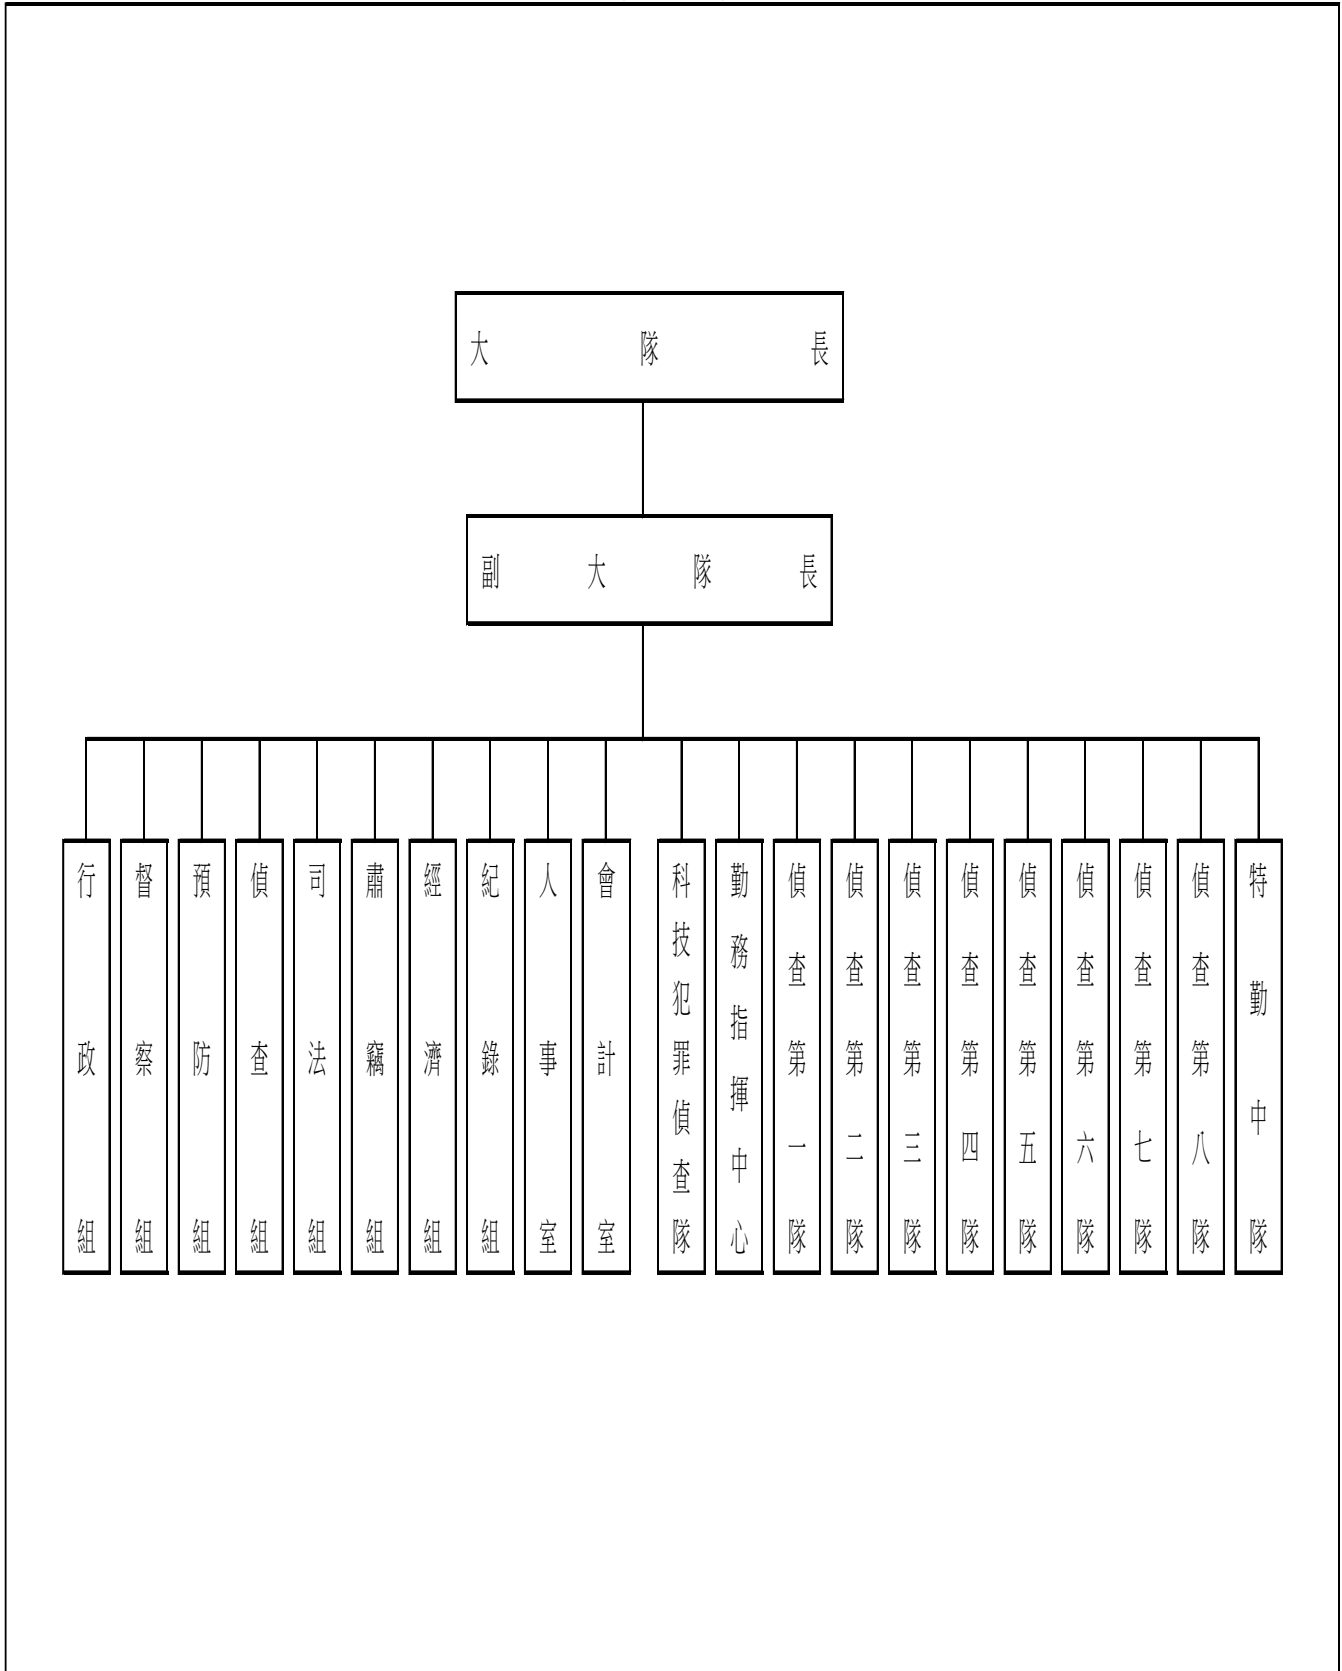 大隊長
副大隊長
行政組
督察組
預防組
偵查組
司法組
肅竊組
經濟組
紀錄組
人事室
會計室
科技犯罪偵查隊
勤務指揮中心
偵查第一隊
偵查第二隊
偵查第三隊
偵查第四隊
偵查第五隊
偵查第六隊
偵查第七隊
偵查第八隊
特勤中隊